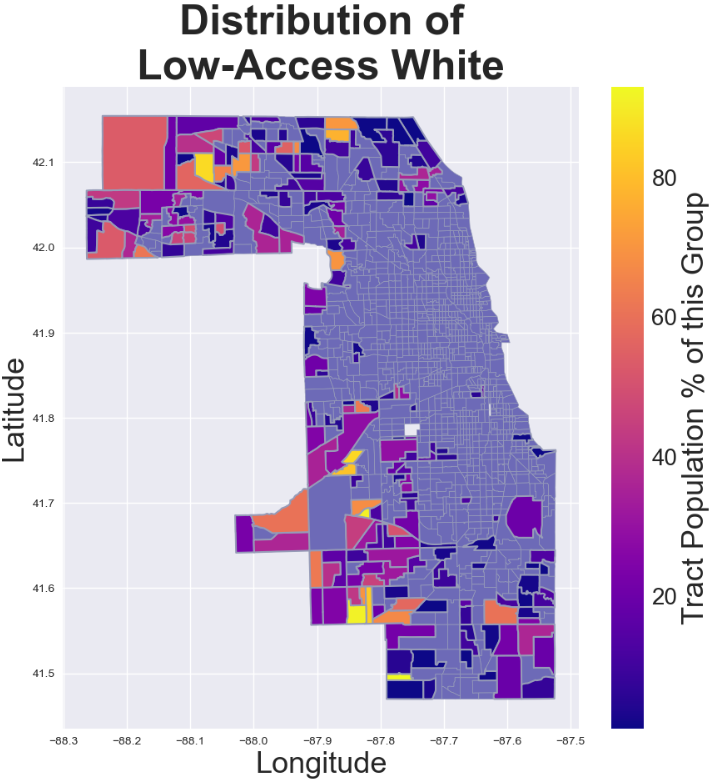 Distribution of
Low-Access White
42.1
42.0
41.9
41.8
41.7
41.6
41.5
Latitude
−88.3 −88.2 −88.1 −88.0 −87.9 −87.8 −87.7 −87.6 −87.5
Longitude
80
60
40
20
Tract Population % of this Group